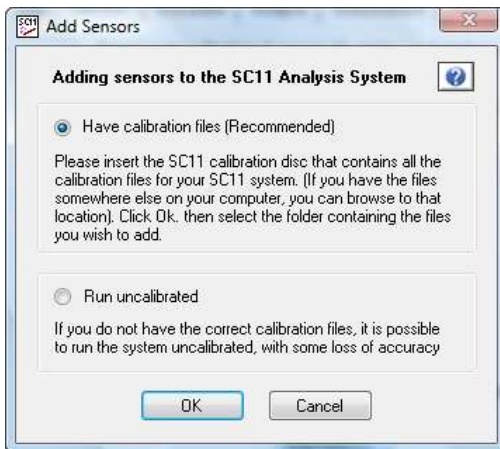 SC11
Add Sensors
Adding sensors to the SC11 Analysis System
Have calibration files (Recommended)
Please insert the SC11 calibration disc that contains all the
calibration files for your SC11 system. (If you have the files
somewhere else on your computer, you can browse to that
location). Click Ok. then select the folder containing the files
you wish to add.
Run uncalibrated
If you do not have the correct calibration files, it is possible
to run the system uncalibrated, with some loss of accuracy
OK
Cancel